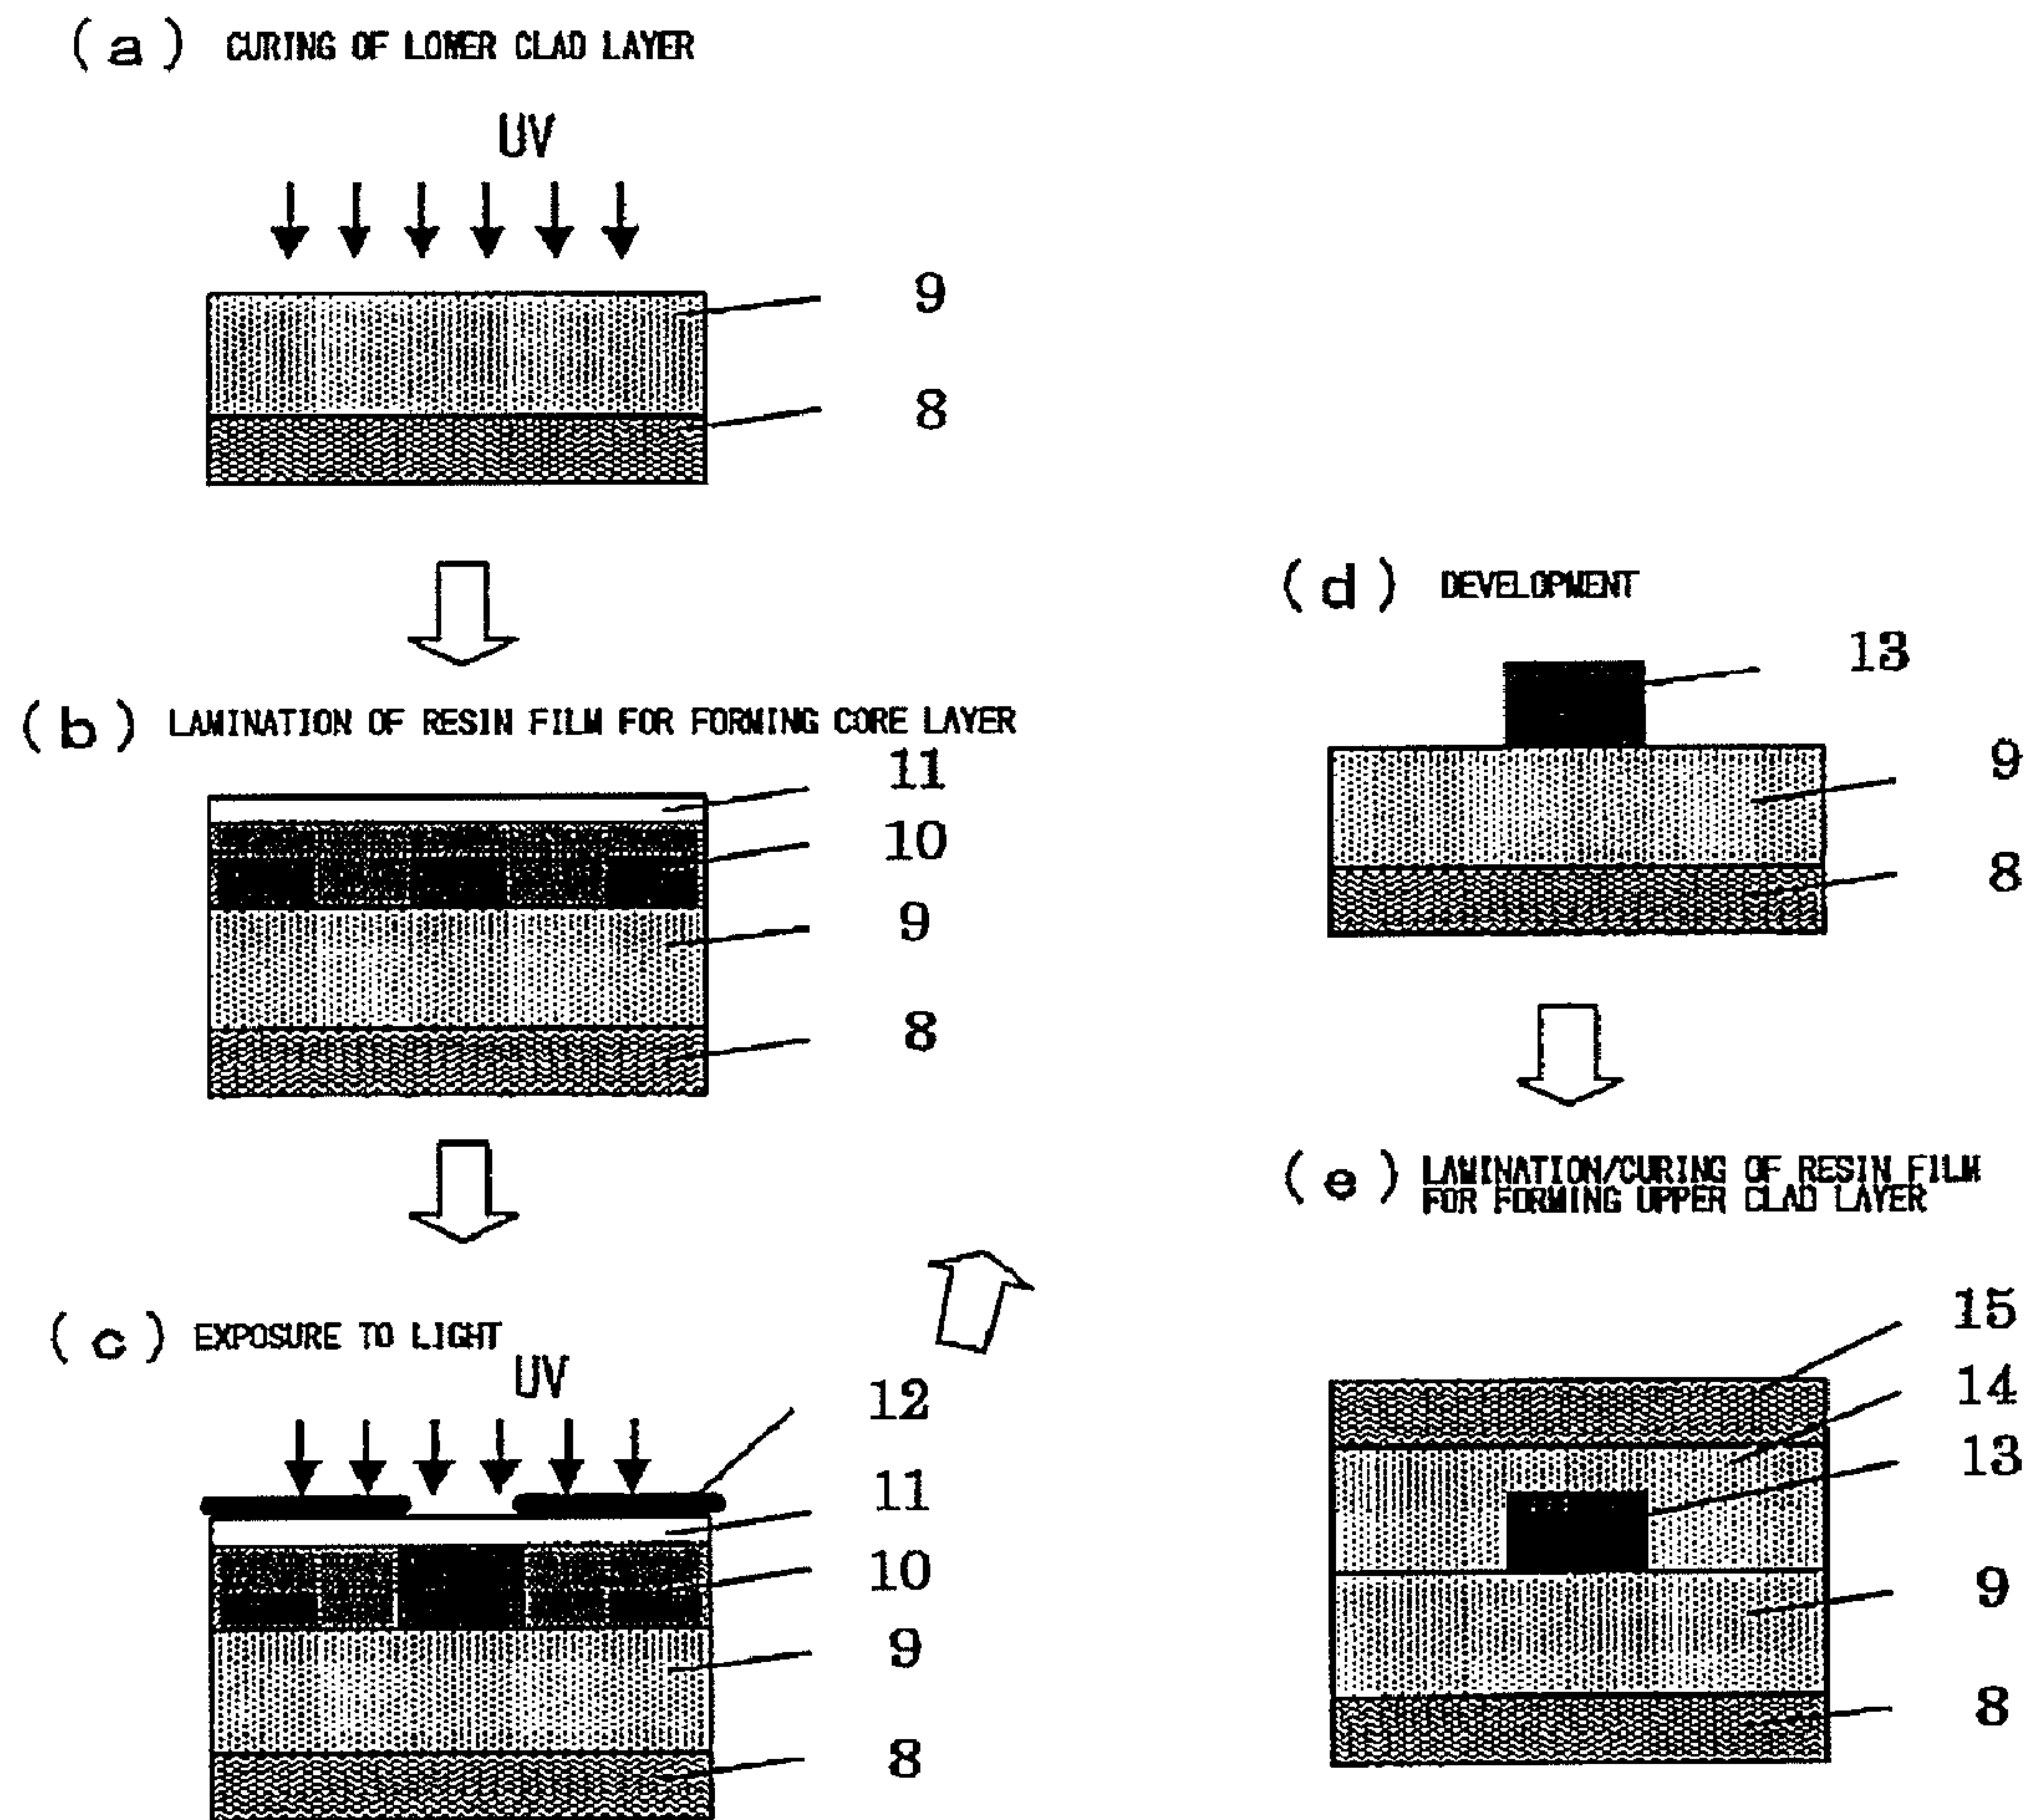 (a) CURING OF LOWER CLAD LAYER
UV
9
8
(b) LAMINATION OF RESIN FILM FOR FORMING CORE LAYER
11
10
9
8
(c) EXPOSURE TO LIGHT
UV
12
11
10
9
8
(d) DEVELOPMENT
13
9
8
(e) LAMINATION/CURING OF RESIN FILM
FOR FORMING UPPER CLAD LAYER
15
14
13
9
8